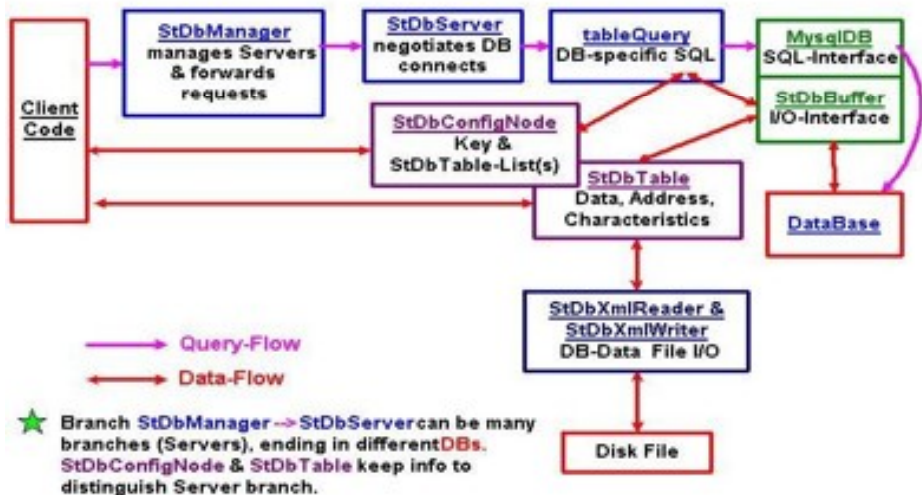 StDbManager
manages Servers
& forwards
requests
StDbServer
negotiates DB
connects
tableQuery
DB-specific SQL
MysqlDB
SQL-Interface
StDbBuffer
I/O-Interface
Client
Code
StDbConfigNode
Key &
StDbTable-List(s)
StDbTable
Data, Address,
Characteristics
DataBase
StDbXmlReader &
StDbXmlWriter
DB-Data File I/O
Disk File
Query-Flow
Data-Flow
Branch StDbManager-->StDbServer can be many
branches (Servers), ending in different DBs.
StDbConfigNode & StDbTable keep info to
distinguish Server branch.